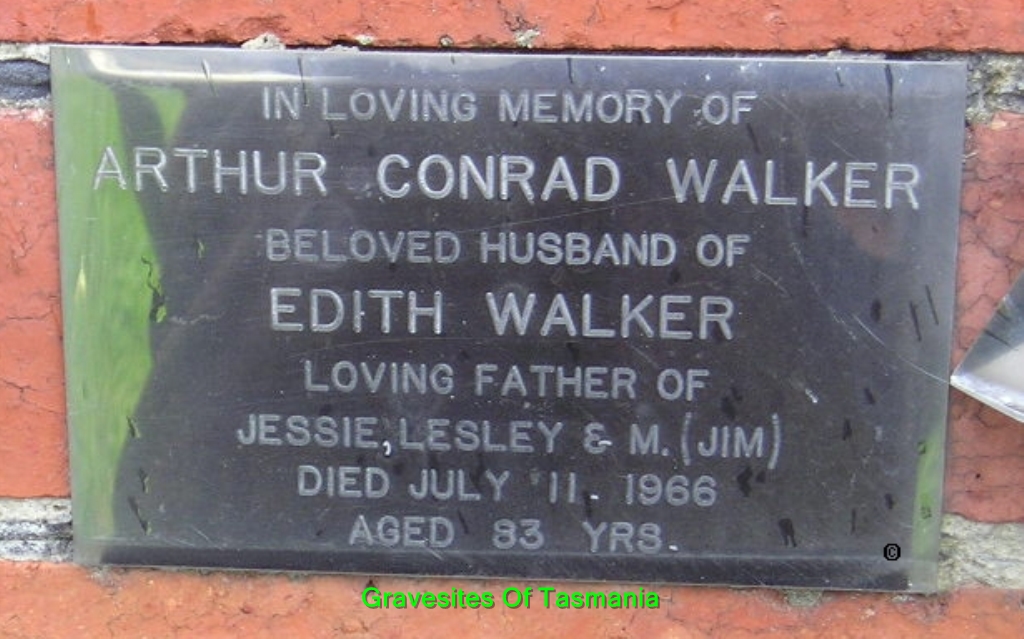 IN LOVING MEMORY OF
ARTHUR CONRAD WALKER
BELOVED HUSBAND OF
EDITH WALKER
LOVING FATHER OF
JESSIE, LESLEY & M. (JIM)
DIED JULY 11. 1966
AGED 83 YRS.
©
Gravesites Of Tasmania